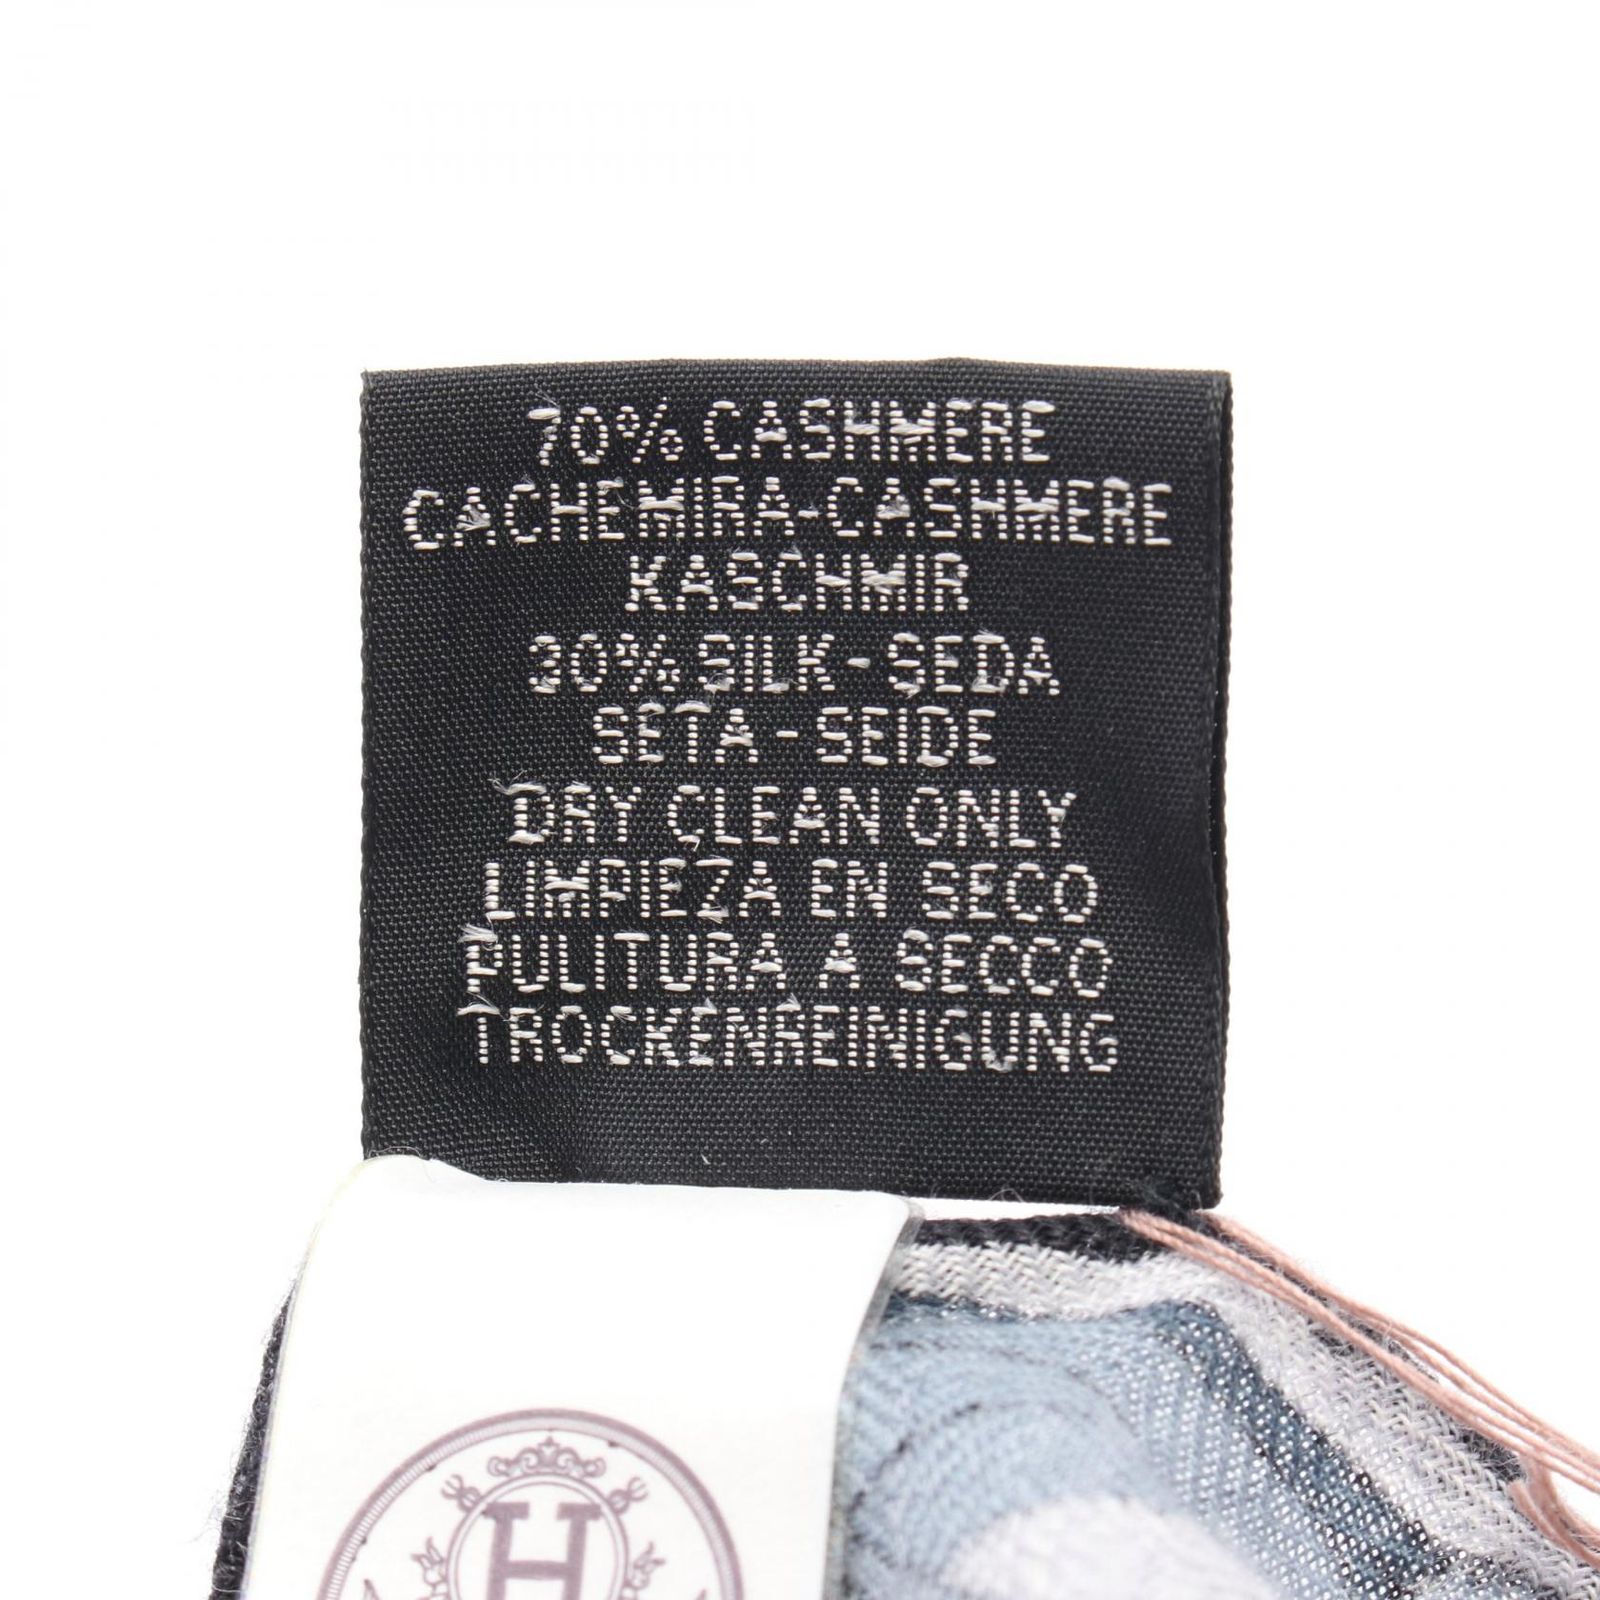 70% CASHMERE
CACHEMIRA-CASHMERE
KASCHMIR
30% SILK-SEDA
SETA-SEIDE
DRY CLEAN ONLY
LIMPIEZA EN SECO
PULITURA A SECCO
TROCKENREINIGUNG
H